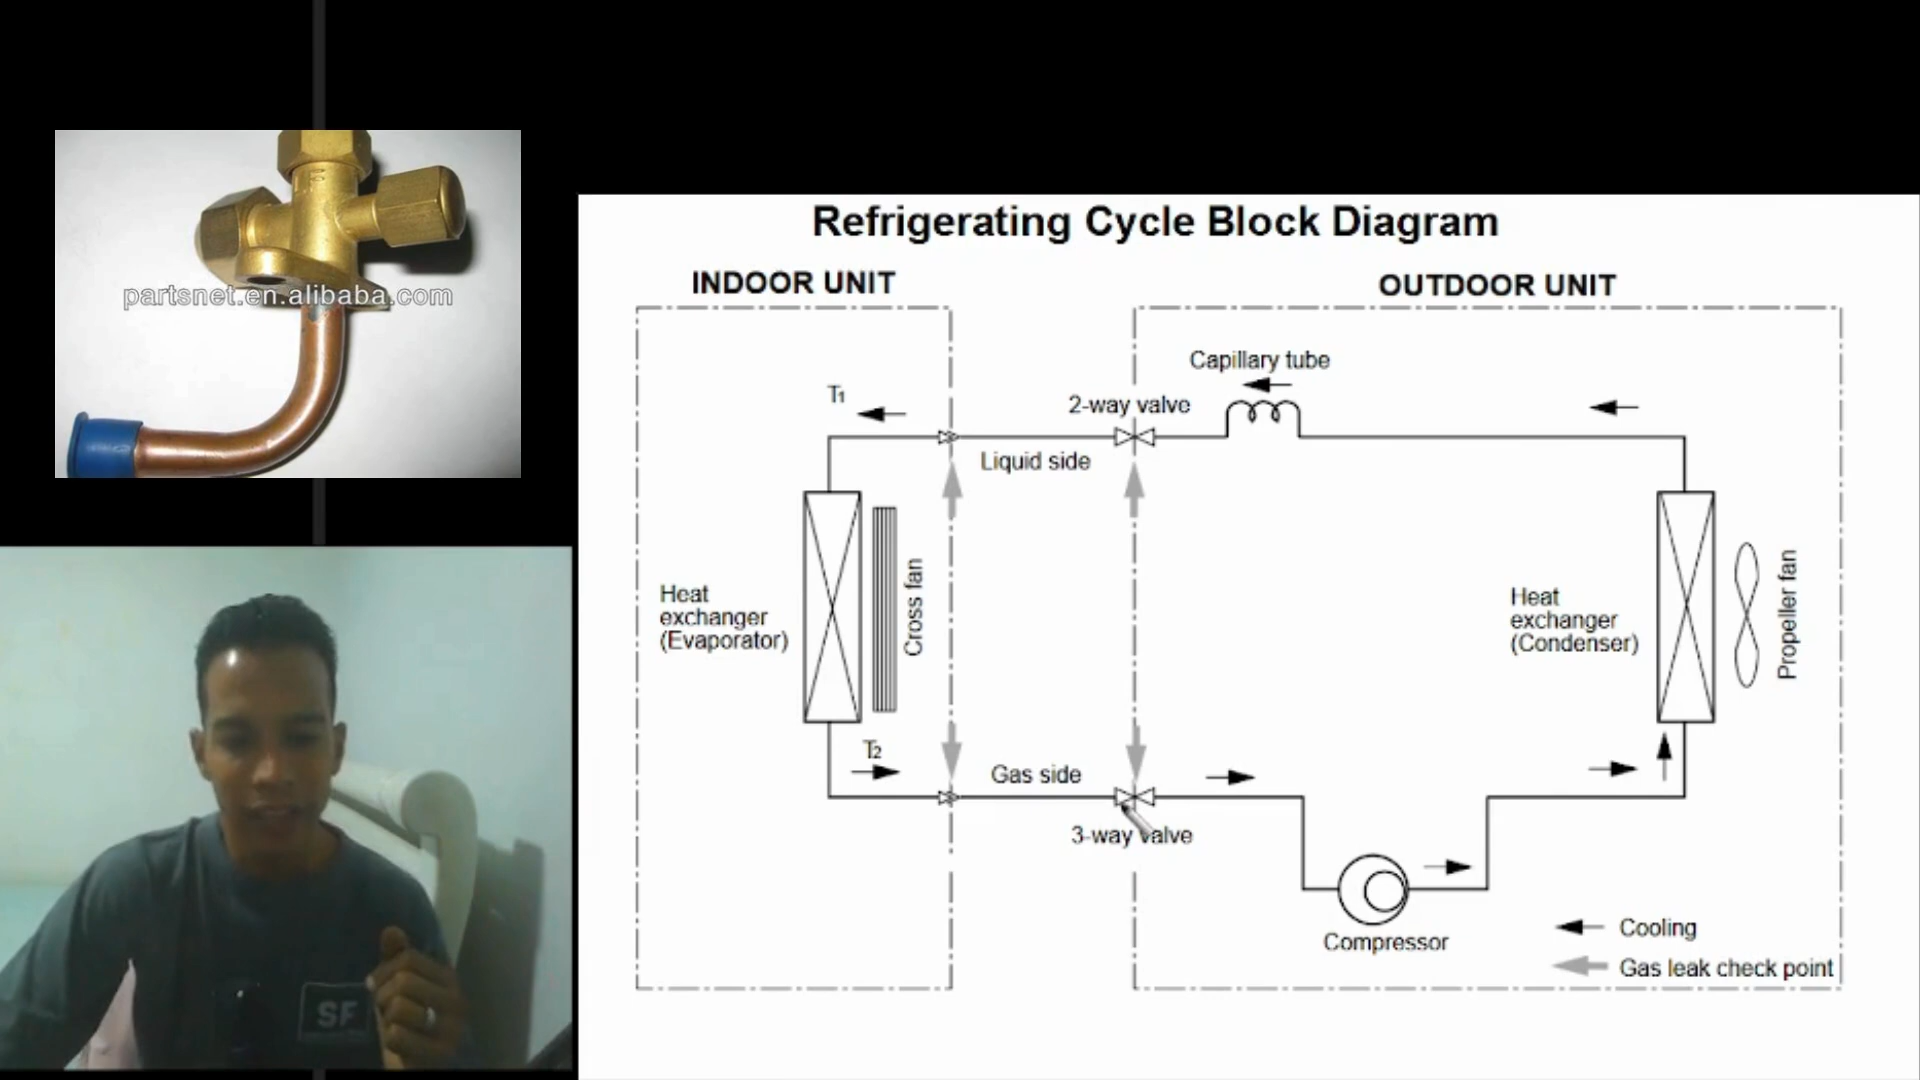 partsnet.en.alibaba.com
SF
Refrigerating Cycle Block Diagram
INDOOR UNIT
OUTDOOR UNIT
Capillary tube
T1
2-way valve
Liquid side
Heat
exchanger
(Evaporator)
Cross fan
Heat
exchanger
(Condenser)
Propeller fan
T2
Gas side
3-way valve
Compressor
Cooling
Gas leak check point